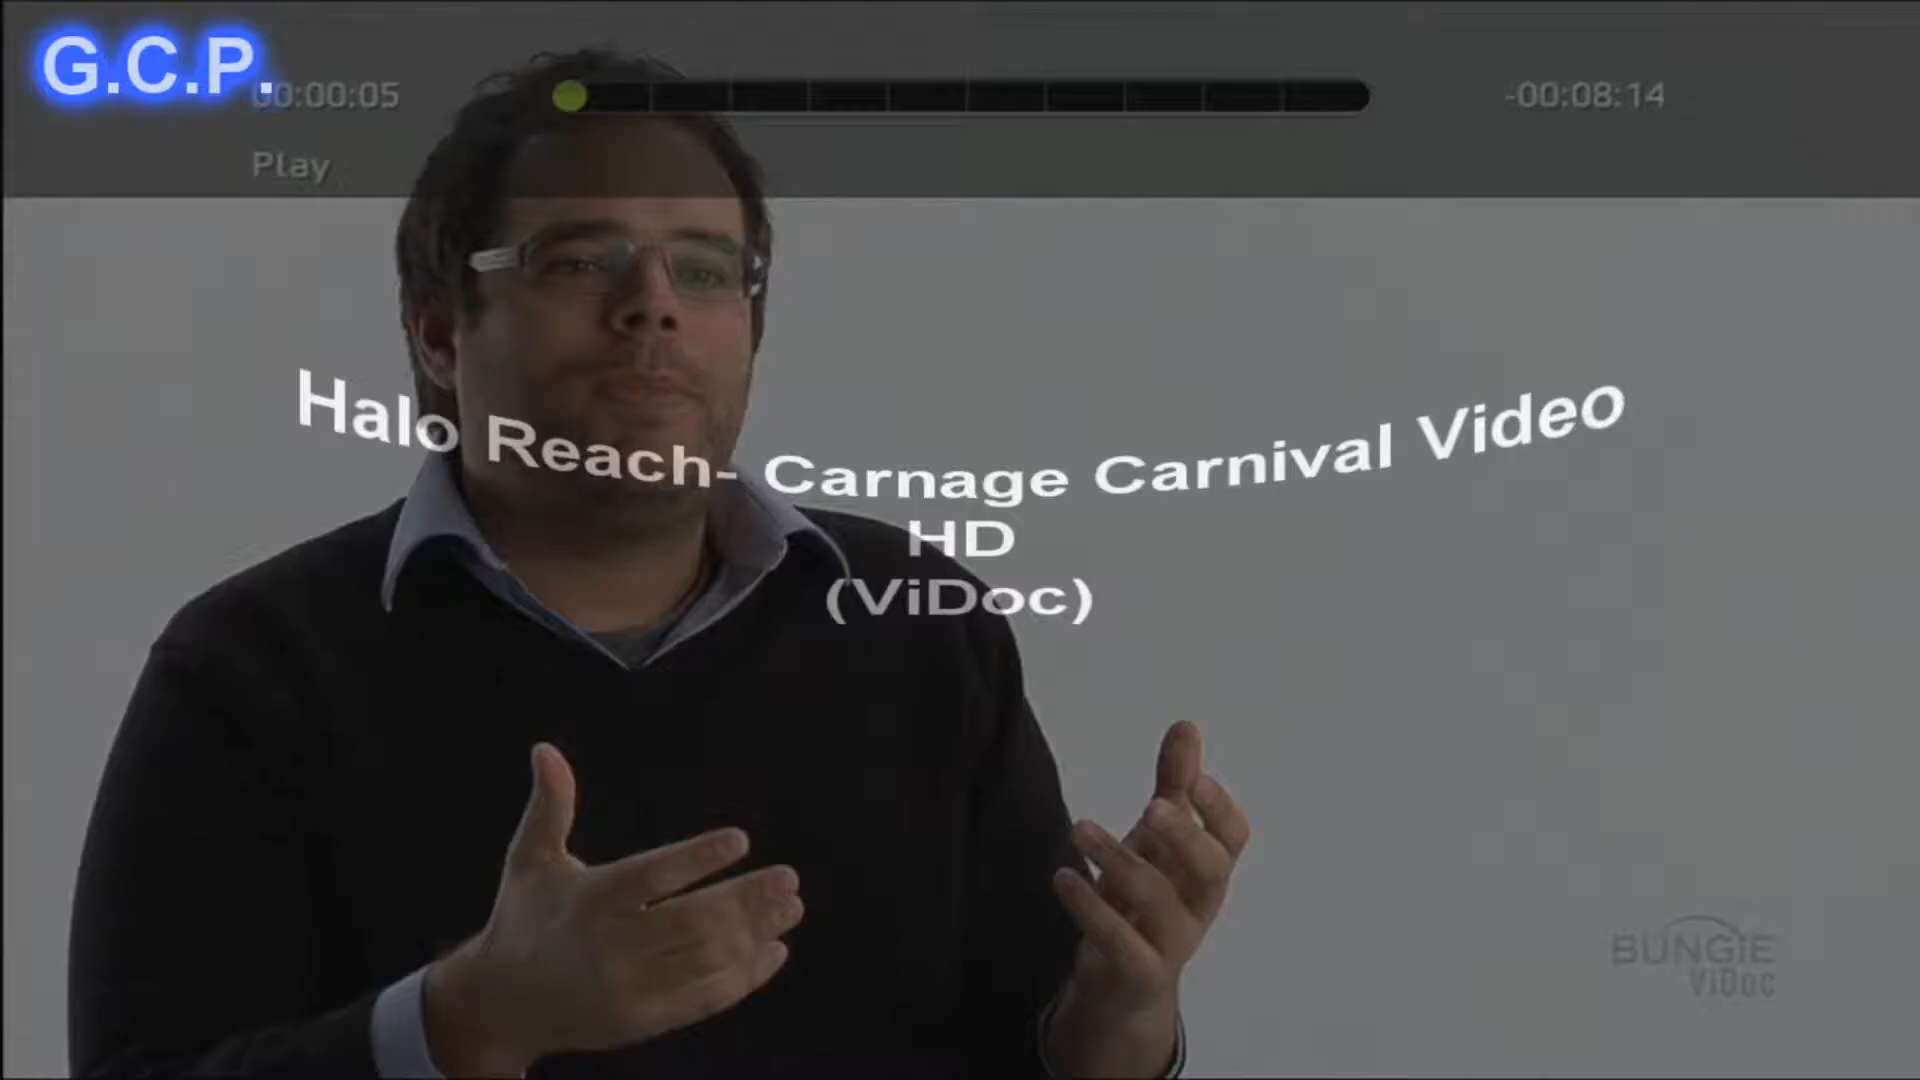 G.C.P.
00:00:05
-00:08:14
Play
Halo Reach- Carnage Carnival Video
HD
(ViDoc)
BUNGIE
ViDoc